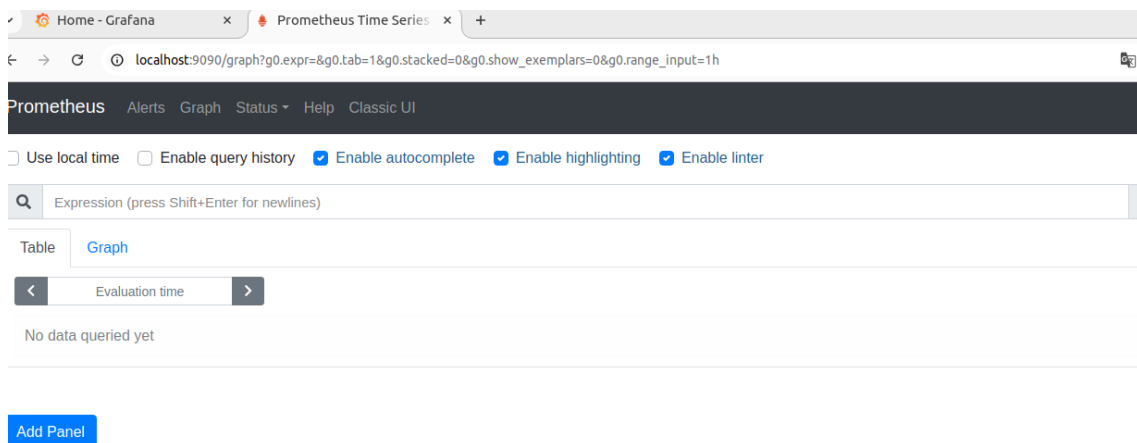 Home - Grafana × Prometheus Time Series × +
localhost:9090/graph?g0.expr=&g0.tab=1&g0.stacked=0&g0.show_exemplars=0&g0.range_input=1h
Prometheus Alerts Graph Status Help Classic UI
Use local time Enable query history Enable autocomplete Enable highlighting Enable linter
Expression (press Shift+Enter for newlines)
Table Graph
Evaluation time
No data queried yet
Add Panel